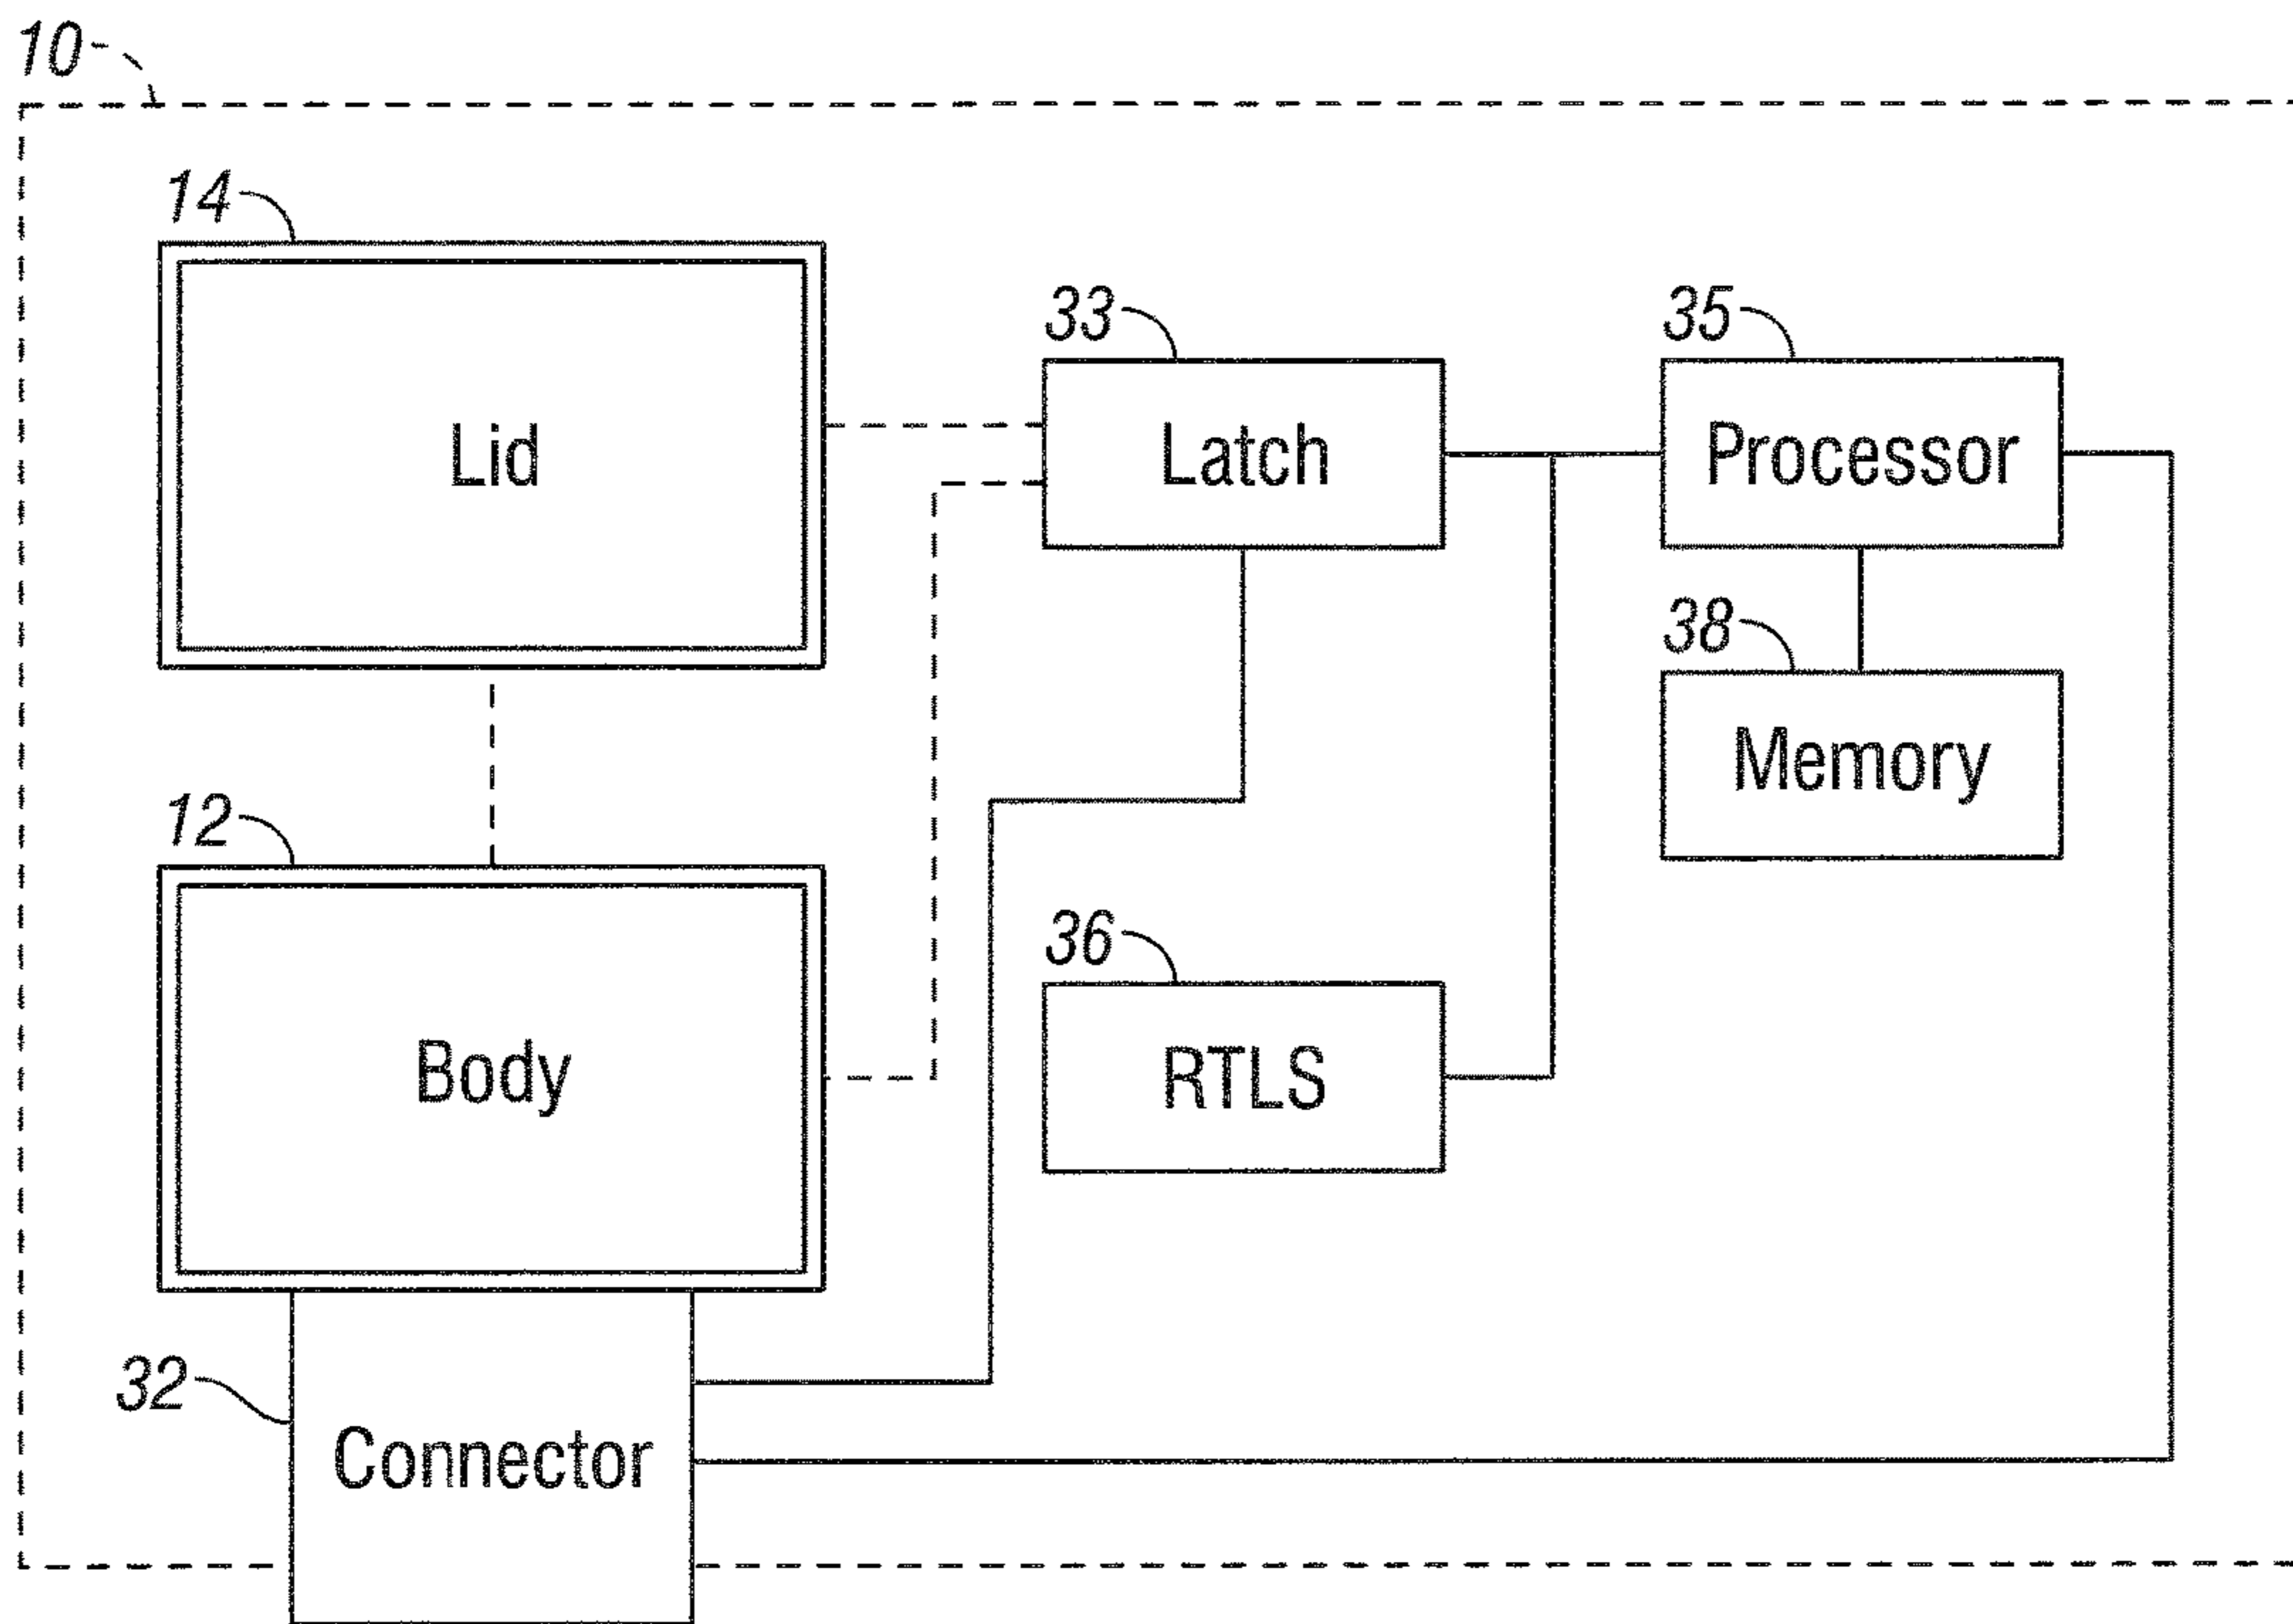 10
14
Lid
33
Latch
35
Processor
38
Memory
12
Body
36
RTLS
32
Connector